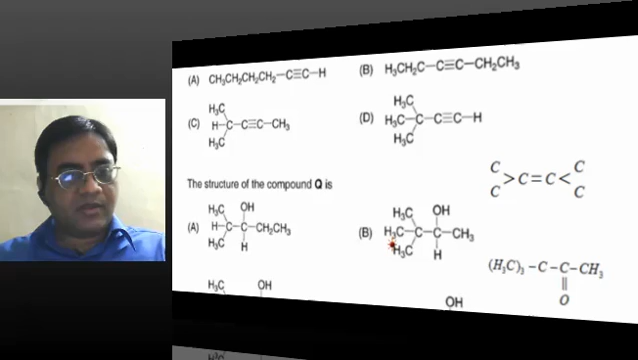 (A) CH₃CH₂CH₂CH₂–C≡C–H
(B) H₃CH₂C–C≡C–CH₂CH₃
(C) H₃C
H–C–C≡C–CH₃
H₃C
(D) H₃C
H₃C–C–C≡C–H
H₃C
The structure of the compound Q is
(A) H₃C OH
H–C–C–CH₂CH₃
H₃C H
(B) H₃C OH
H₃C–C–C–CH₃
H₃C H
H₃C OH
OH
C C
>C=C<
C C
(H₃C)₃ –C–C–CH₃
||
O